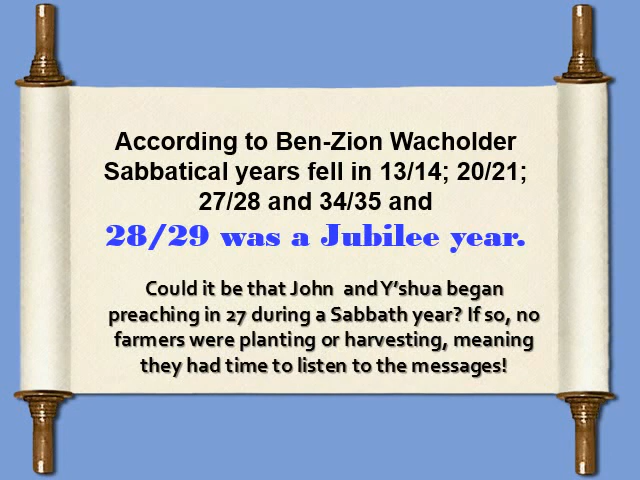 According to Ben-Zion Wacholder
Sabbatical years fell in 13/14; 20/21;
27/28 and 34/35 and
28/29 was a Jubilee year.
Could it be that John  and Y’shua began
preaching in 27 during a Sabbath year? If so, no
farmers were planting or harvesting, meaning
they had time to listen to the messages!